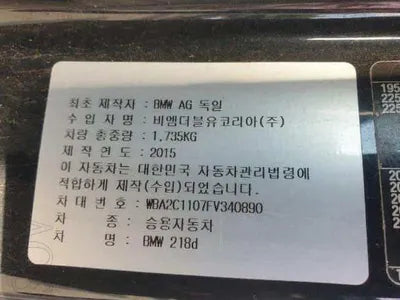 최초 제작자 : BMW AG 독일
수 입 자 명 : 비엠더블유코리아(주)
차량 총중량 : 1,735KG
제 작 연 도 : 2015
이 자동차는 대한민국 자동차관리법령에
적합하게 제작(수입)되었습니다.
차 대 번 호 : WBA2C1107FV340890
차 종 : 승용자동차
차 명 : BMW 218d
195
225
225